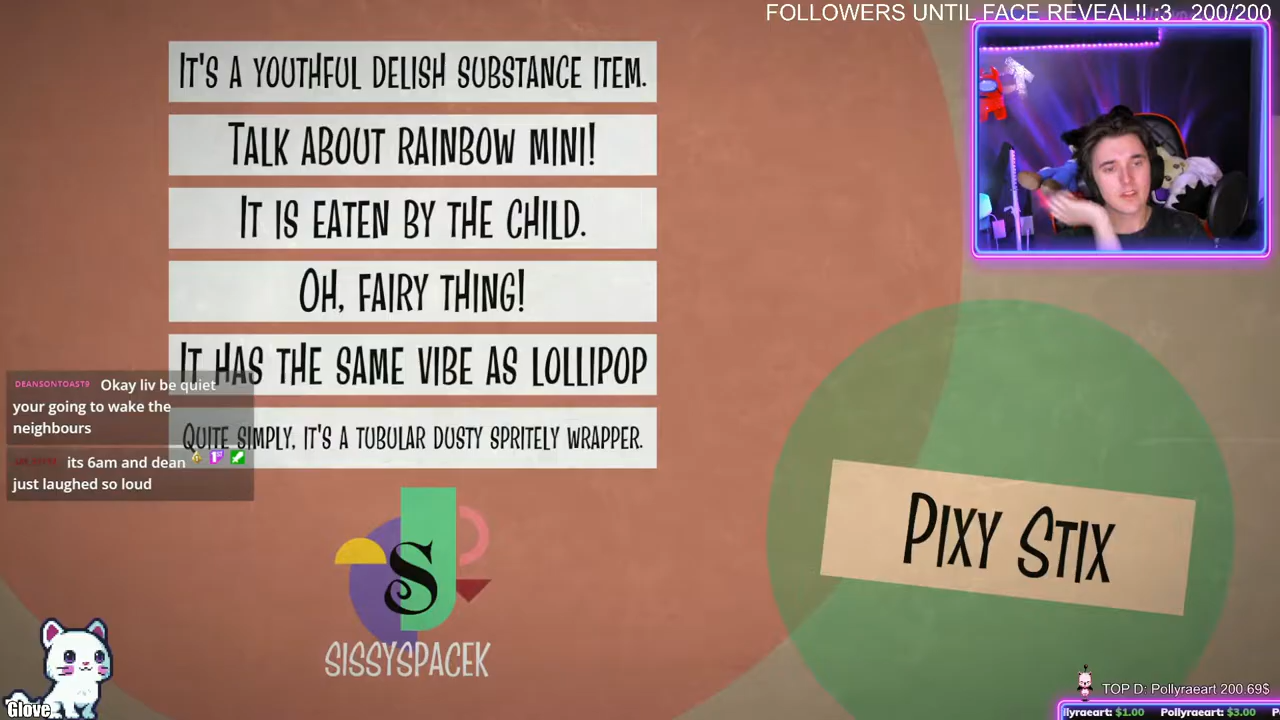 FOLLOWERS UNTIL FACE REVEAL!! :3 200/200
IT'S A YOUTHFUL DELISH SUBSTANCE ITEM.
TALK ABOUT RAINBOW MINI!
IT IS EATEN BY THE CHILD.
OH, FAIRY THING!
IT HAS THE SAME VIBE AS LOLLIPOP
QUITE SIMPLY, IT'S A TUBULAR DUSTY SPRITELY WRAPPER.
DEANSONTOAST9 Okay liv be quiet
your going to wake the
neighbours
its 6am and dean
just laughed so loud
PIXY STIX
S
SISSYSPACEK
Glove
TOP D: Pollyraeart 200.69$
llyraeart: $1.00 Pollyraeart: $3.00 P